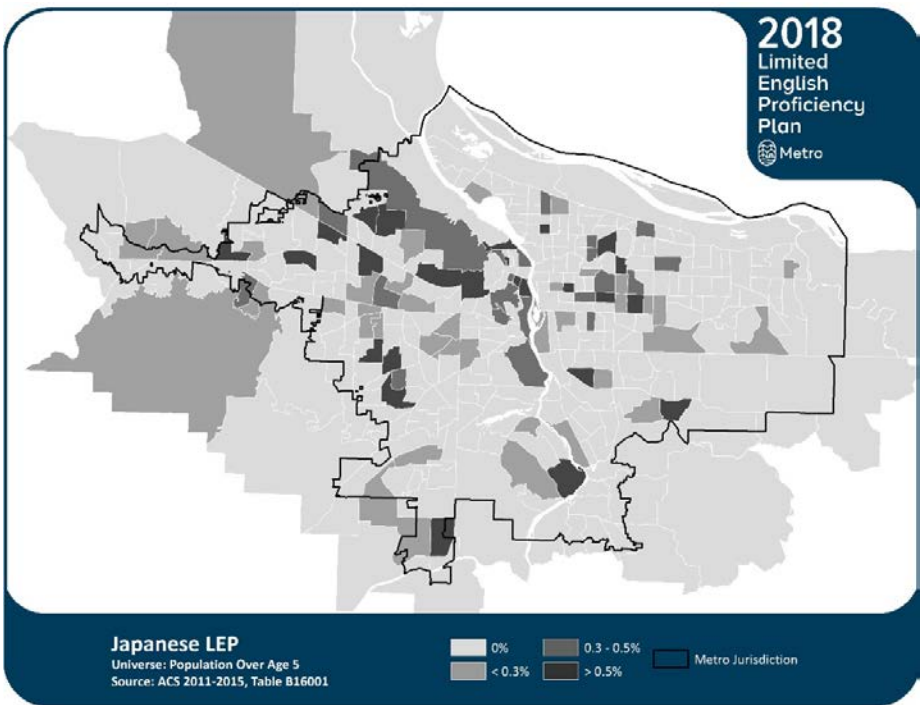 2018
Limited
English
Proficiency
Plan
Metro
Japanese LEP
Universe: Population Over Age 5
Source: ACS 2011-2015, Table B16001
0%
< 0.3%
0.3 - 0.5%
> 0.5%
Metro Jurisdiction